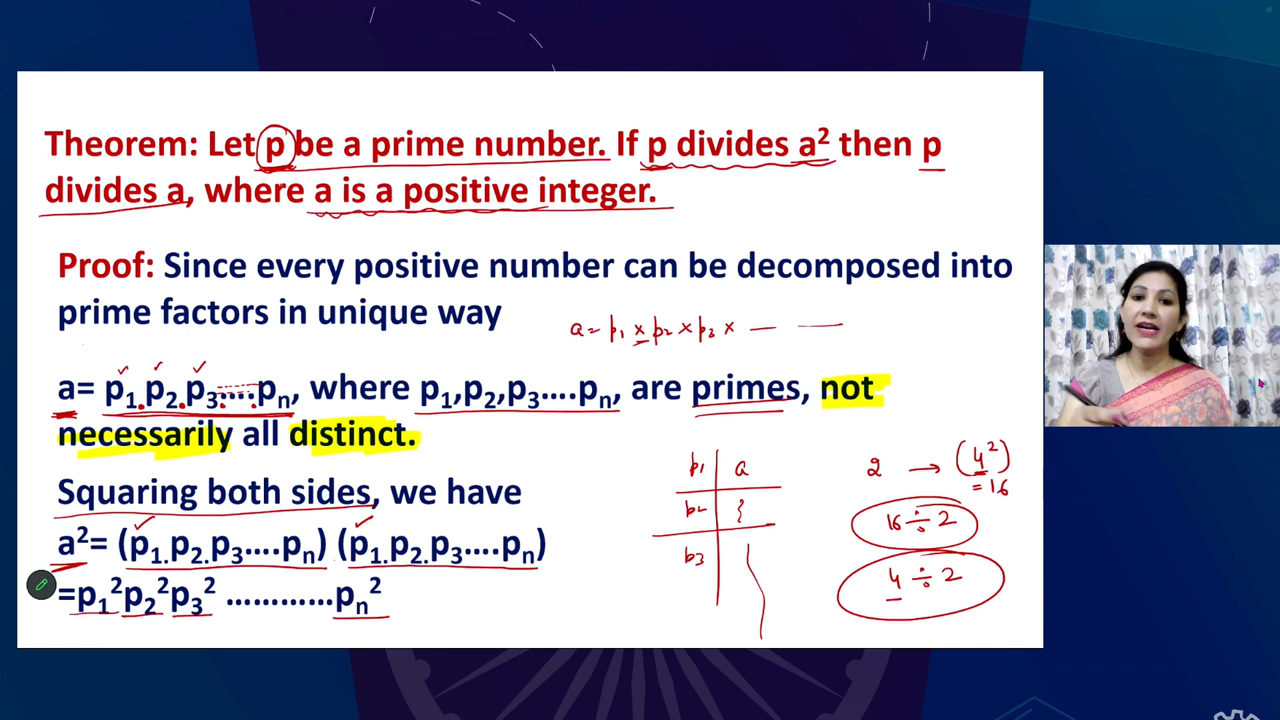 Theorem: Let p be a prime number. If p divides a² then p
divides a, where a is a positive integer.
Proof: Since every positive number can be decomposed into
prime factors in unique way
a = p₁ × p₂ × p₃ × — —
a= p₁.p₂.p₃....pₙ, where p₁,p₂,p₃....pₙ, are primes, not
necessarily all distinct.
Squaring both sides, we have
a²= (p₁.p₂.p₃....pₙ) (p₁.p₂.p₃....pₙ)
=p₁²p₂²p₃² .............pₙ²
p₁ a
p₂
p₃
2 → (4²)
= 16
16 ÷ 2
4 ÷ 2